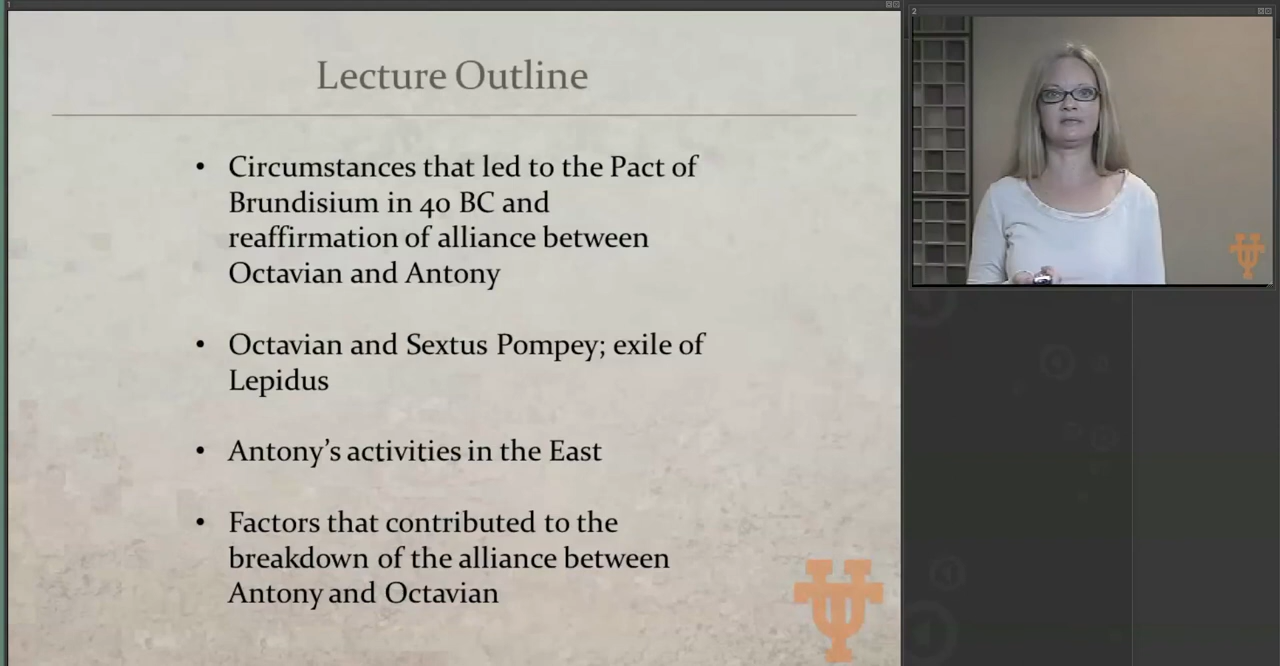 1
2
Lecture Outline
• Circumstances that led to the Pact of
Brundisium in 40 BC and
reaffirmation of alliance between
Octavian and Antony
• Octavian and Sextus Pompey; exile of
Lepidus
• Antony’s activities in the East
• Factors that contributed to the
breakdown of the alliance between
Antony and Octavian